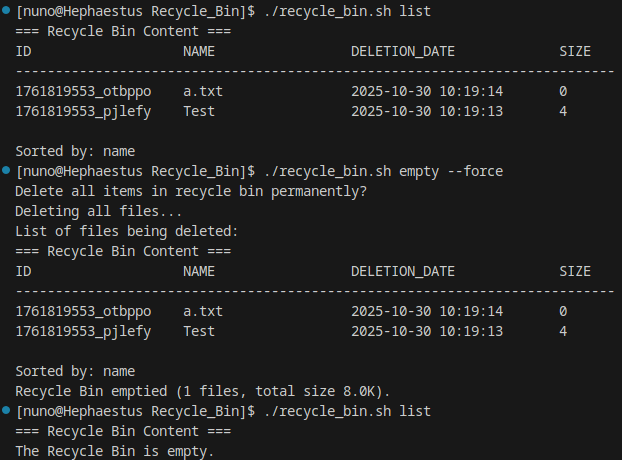 [nuno@Hephaestus Recycle_Bin]$ ./recycle_bin.sh list
=== Recycle Bin Content ===
ID                   NAME                 DELETION_DATE             SIZE
---------------------------------------------------------------------------
1761819553_otbppo    a.txt                2025-10-30 10:19:14       0
1761819553_pjlefy    Test                 2025-10-30 10:19:13       4

Sorted by: name
[nuno@Hephaestus Recycle_Bin]$ ./recycle_bin.sh empty --force
Delete all items in recycle bin permanently?
Deleting all files...
List of files being deleted:
=== Recycle Bin Content ===
ID                   NAME                 DELETION_DATE             SIZE
---------------------------------------------------------------------------
1761819553_otbppo    a.txt                2025-10-30 10:19:14       0
1761819553_pjlefy    Test                 2025-10-30 10:19:13       4

Sorted by: name
Recycle Bin emptied (1 files, total size 8.0K).
[nuno@Hephaestus Recycle_Bin]$ ./recycle_bin.sh list
=== Recycle Bin Content ===
The Recycle Bin is empty.